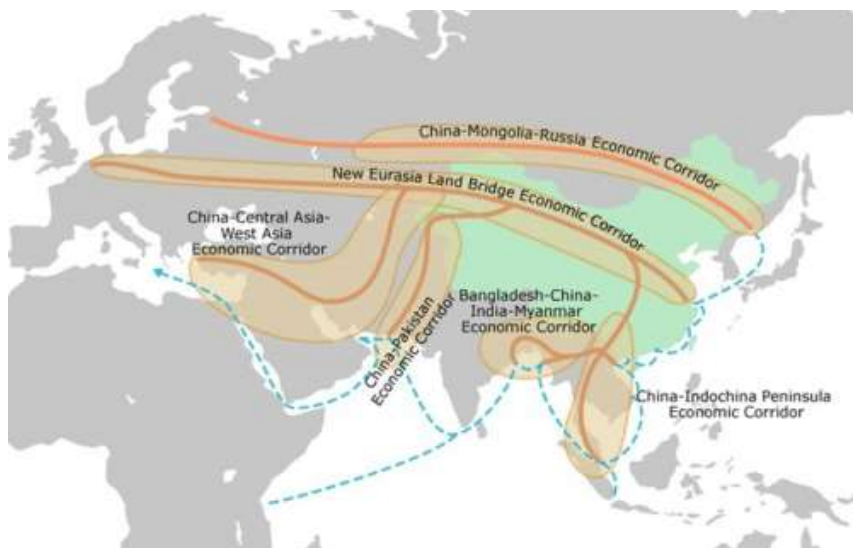 China-Mongolia-Russia Economic Corridor
New Eurasia Land Bridge Economic Corridor
China-Central Asia-
West Asia
Economic Corridor
China-Pakistan
Economic Corridor
Bangladesh-China-
India-Myanmar
Economic Corridor
China-Indochina Peninsula
Economic Corridor